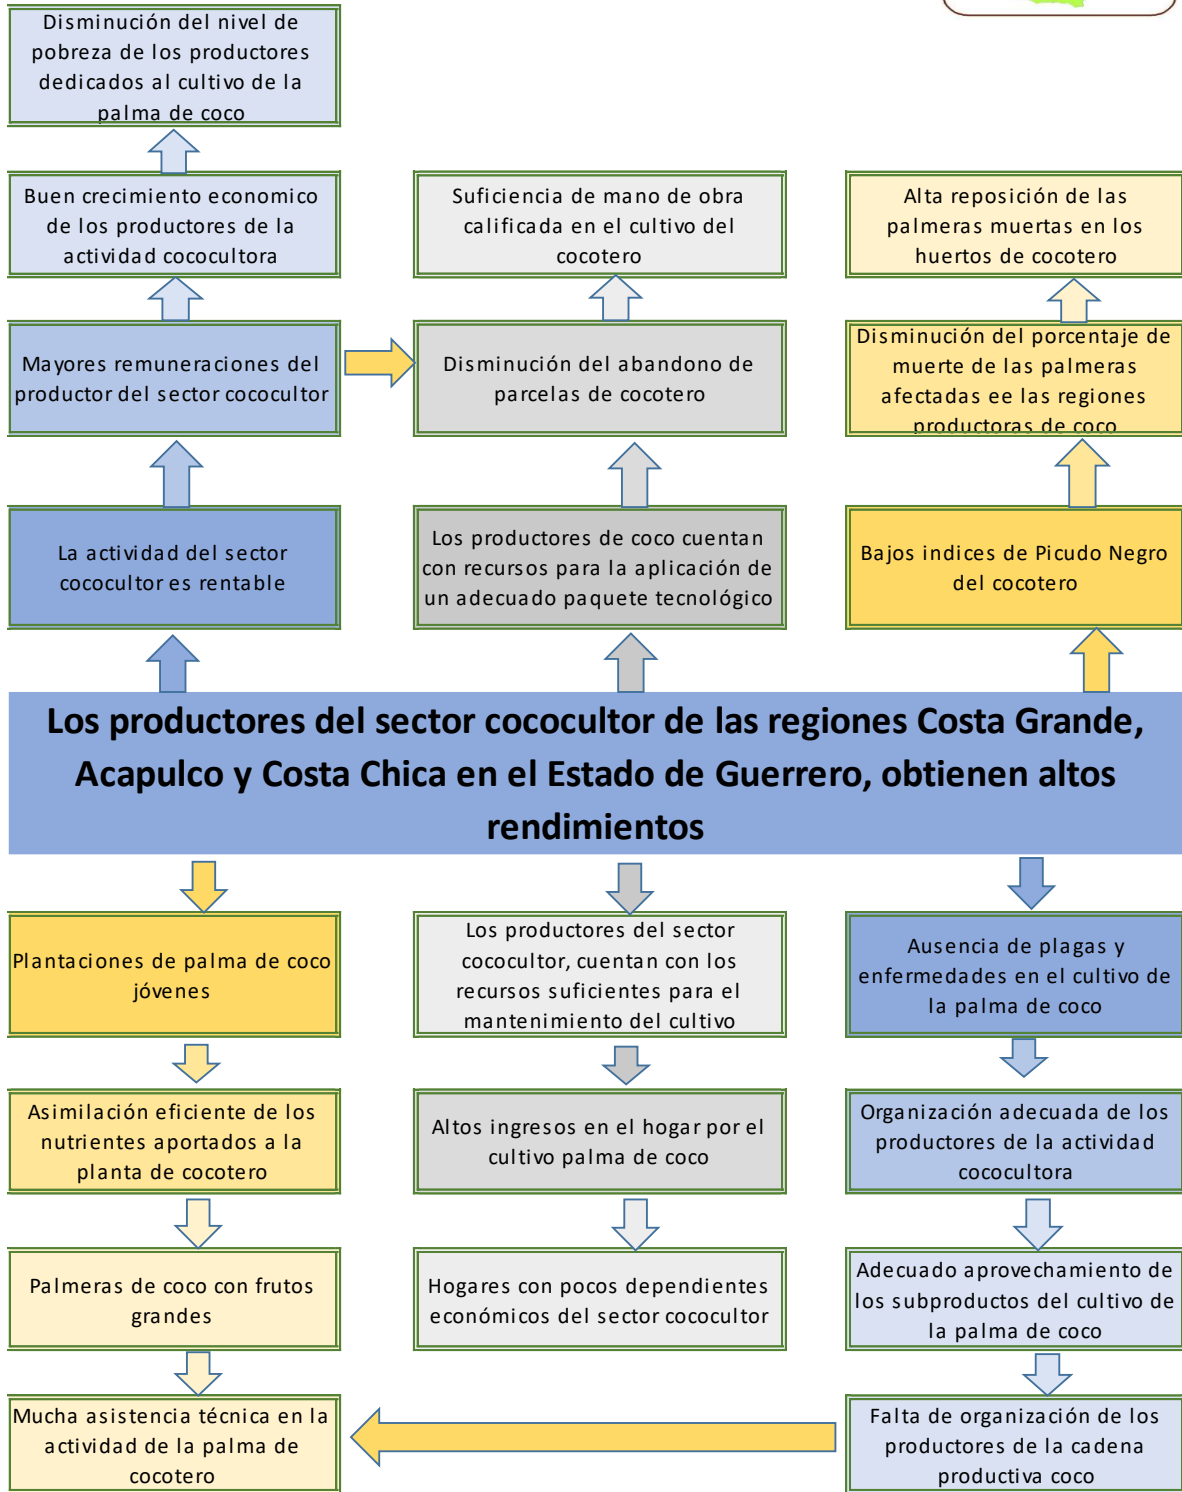 Disminución del nivel de
pobreza de los productores
dedicados al cultivo de la
palma de coco
Buen crecimiento economico
de los productores de la
actividad cococultora
Suficiencia de mano de obra
calificada en el cultivo del
cocotero
Alta reposición de las
palmeras muertas en los
huertos de cocotero
Mayores remuneraciones del
productor del sector cococultor
Disminución del abandono de
parcelas de cocotero
Disminución del porcentaje de
muerte de las palmeras
afectadas ee las regiones
productoras de coco
La actividad del sector
cococultor es rentable
Los productores de coco cuentan
con recursos para la aplicación de
un adecuado paquete tecnológico
Bajos indices de Picudo Negro
del cocotero
Los productores del sector cococultor de las regiones Costa Grande,
Acapulco y Costa Chica en el Estado de Guerrero, obtienen altos
rendimientos
Plantaciones de palma de coco
jóvenes
Los productores del sector
cococultor, cuentan con los
recursos suficientes para el
mantenimiento del cultivo
Ausencia de plagas y
enfermedades en el cultivo de
la palma de coco
Asimilación eficiente de los
nutrientes aportados a la
planta de cocotero
Altos ingresos en el hogar por el
cultivo palma de coco
Organización adecuada de los
productores de la actividad
cococultora
Palmeras de coco con frutos
grandes
Hogares con pocos dependientes
económicos del sector cococultor
Adecuado aprovechamiento de
los subproductos del cultivo de
la palma de coco
Mucha asistencia técnica en la
actividad de la palma de
cocotero
Falta de organización de los
productores de la cadena
productiva coco